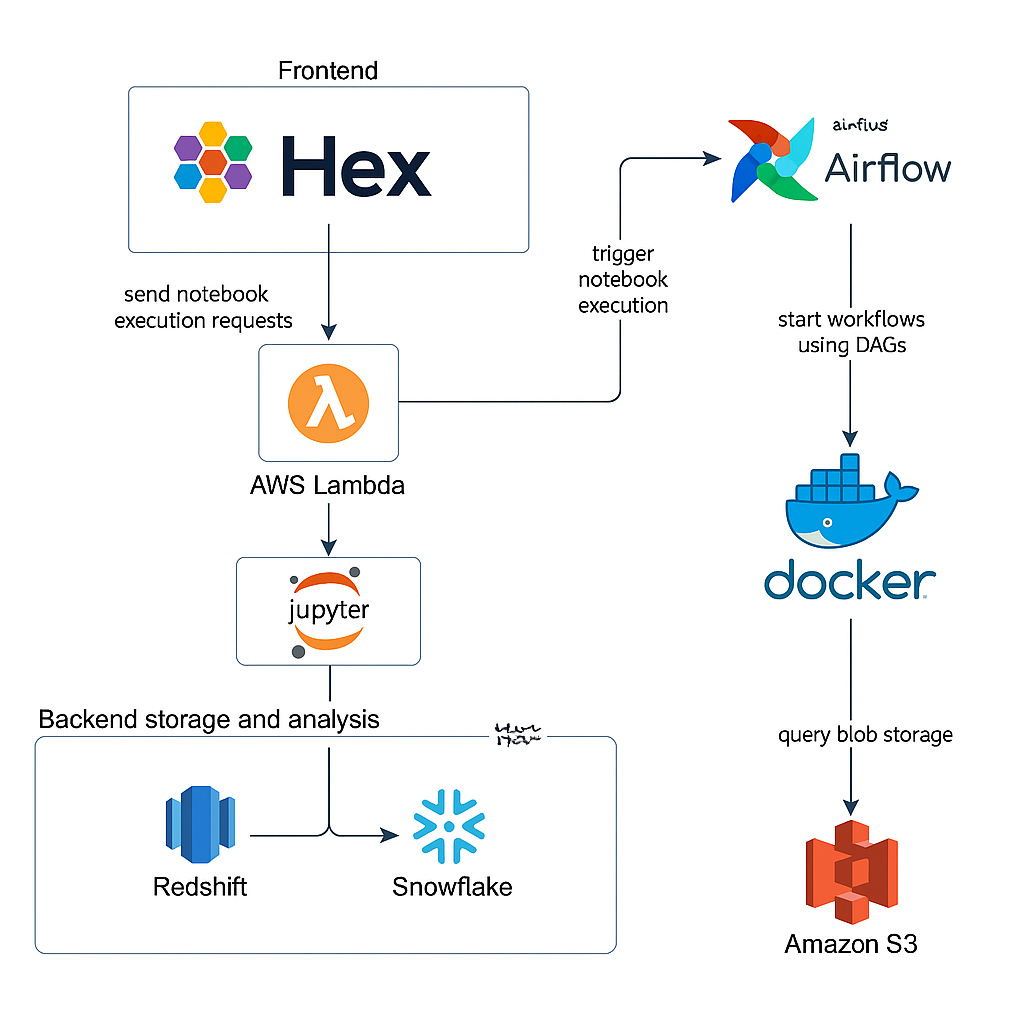 Frontend
Hex
send notebook
execution requests
AWS Lambda
trigger
notebook
execution
Airflow
start workflows
using DAGs
docker
jupyter
Backend storage and analysis
Redshift
Snowflake
query blob storage
Amazon S3